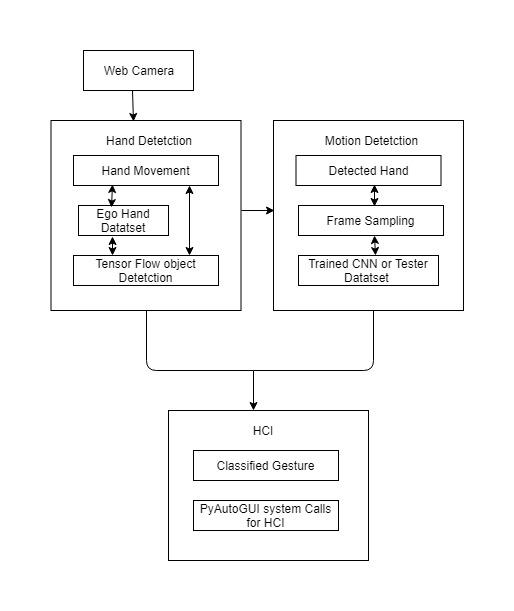 Web Camera
Hand Detetction
Hand Movement
Ego Hand
Datatset
Tensor Flow object
Detetction
Motion Detetction
Detected Hand
Frame Sampling
Trained CNN or Tester
Datatset
HCI
Classified Gesture
PyAutoGUI system Calls
for HCI